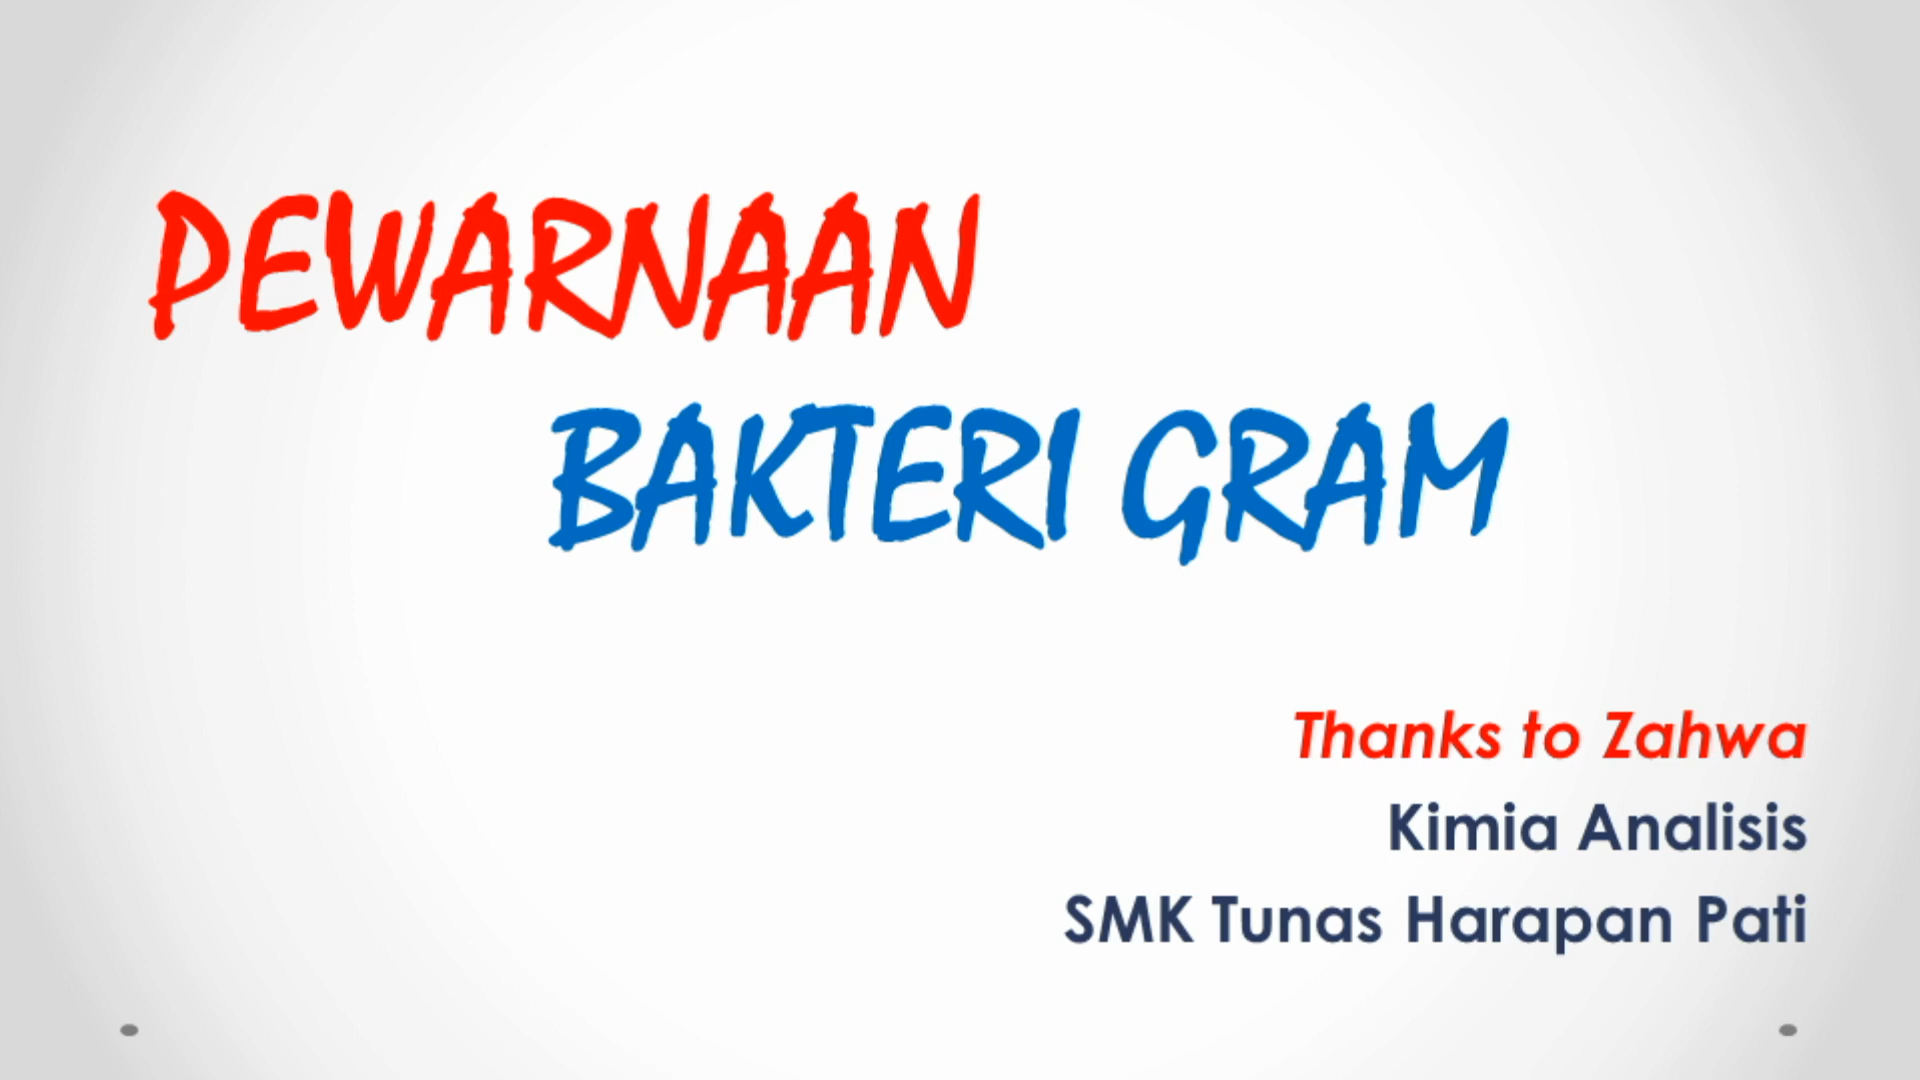 PEWARNAAN
BAKTERI GRAM
Thanks to Zahwa
Kimia Analisis
SMK Tunas Harapan Pati